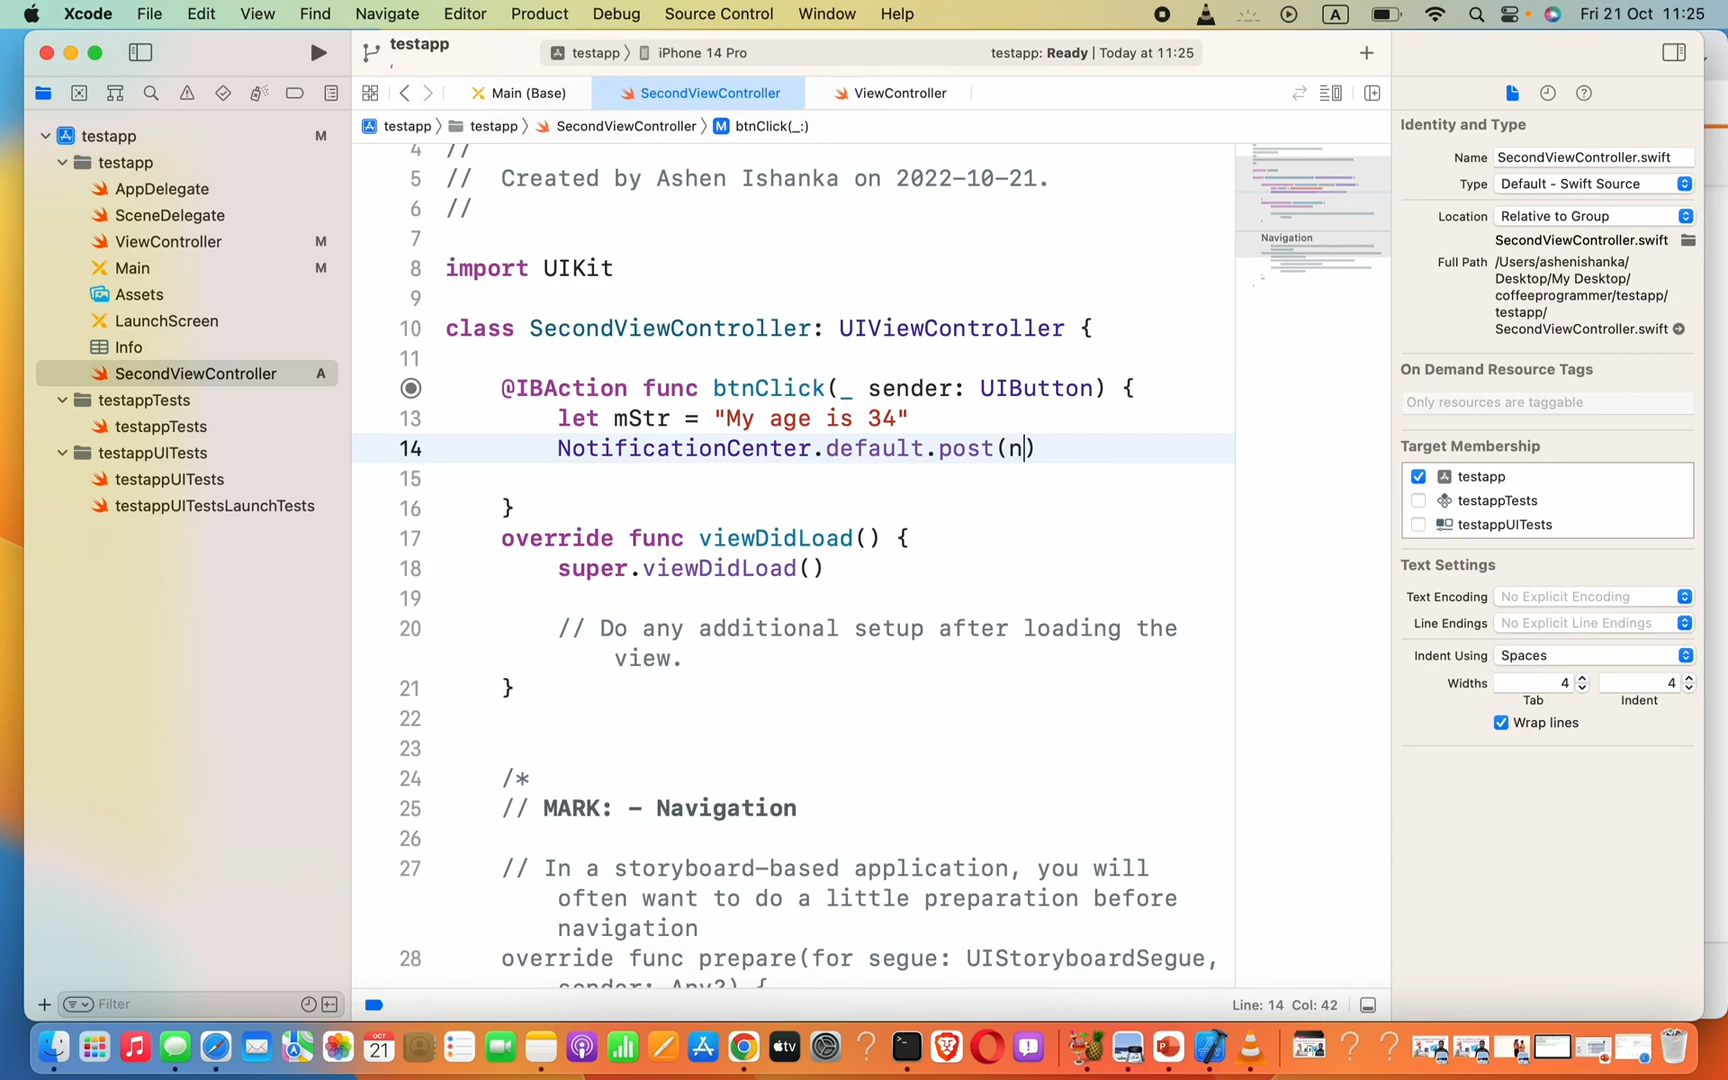 Xcode File Edit View Find Navigate Editor Product Debug Source Control Window Help A Fri 21 Oct 11:25
testapp
testapp iPhone 14 Pro testapp: Ready | Today at 11:25
Main (Base) SecondViewController ViewController
testapp testapp SecondViewController M btnClick(_:)
testapp M
testapp
AppDelegate
SceneDelegate
ViewController M
Main M
Assets
LaunchScreen
Info
SecondViewController A
testappTests
testappTests
testappUITests
testappUITests
testappUITestsLaunchTests
Filter
4 //
5 // Created by Ashen Ishanka on 2022-10-21.
6 //
7
8 import UIKit
9
10 class SecondViewController: UIViewController {
11
@IBAction func btnClick(_ sender: UIButton) {
13 let mStr = "My age is 34"
14 NotificationCenter.default.post(n)
15
16 }
17 override func viewDidLoad() {
18 super.viewDidLoad()
19
20 // Do any additional setup after loading the
view.
21 }
22
23
24 /*
25 // MARK: - Navigation
26
27 // In a storyboard-based application, you will
often want to do a little preparation before
navigation
28 override func prepare(for segue: UIStoryboardSegue,
sender: Any?) {
Navigation
Line: 14 Col: 42
Identity and Type
Name SecondViewController.swift
Type Default - Swift Source
Location Relative to Group
SecondViewController.swift
Full Path /Users/ashenishanka/
Desktop/My Desktop/
coffeeprogrammer/testapp/
testapp/
SecondViewController.swift
On Demand Resource Tags
Only resources are taggable
Target Membership
testapp
testappTests
testappUITests
Text Settings
Text Encoding No Explicit Encoding
Line Endings No Explicit Line Endings
Indent Using Spaces
Widths 4 4
Tab Indent
Wrap lines
OCT
21
tv